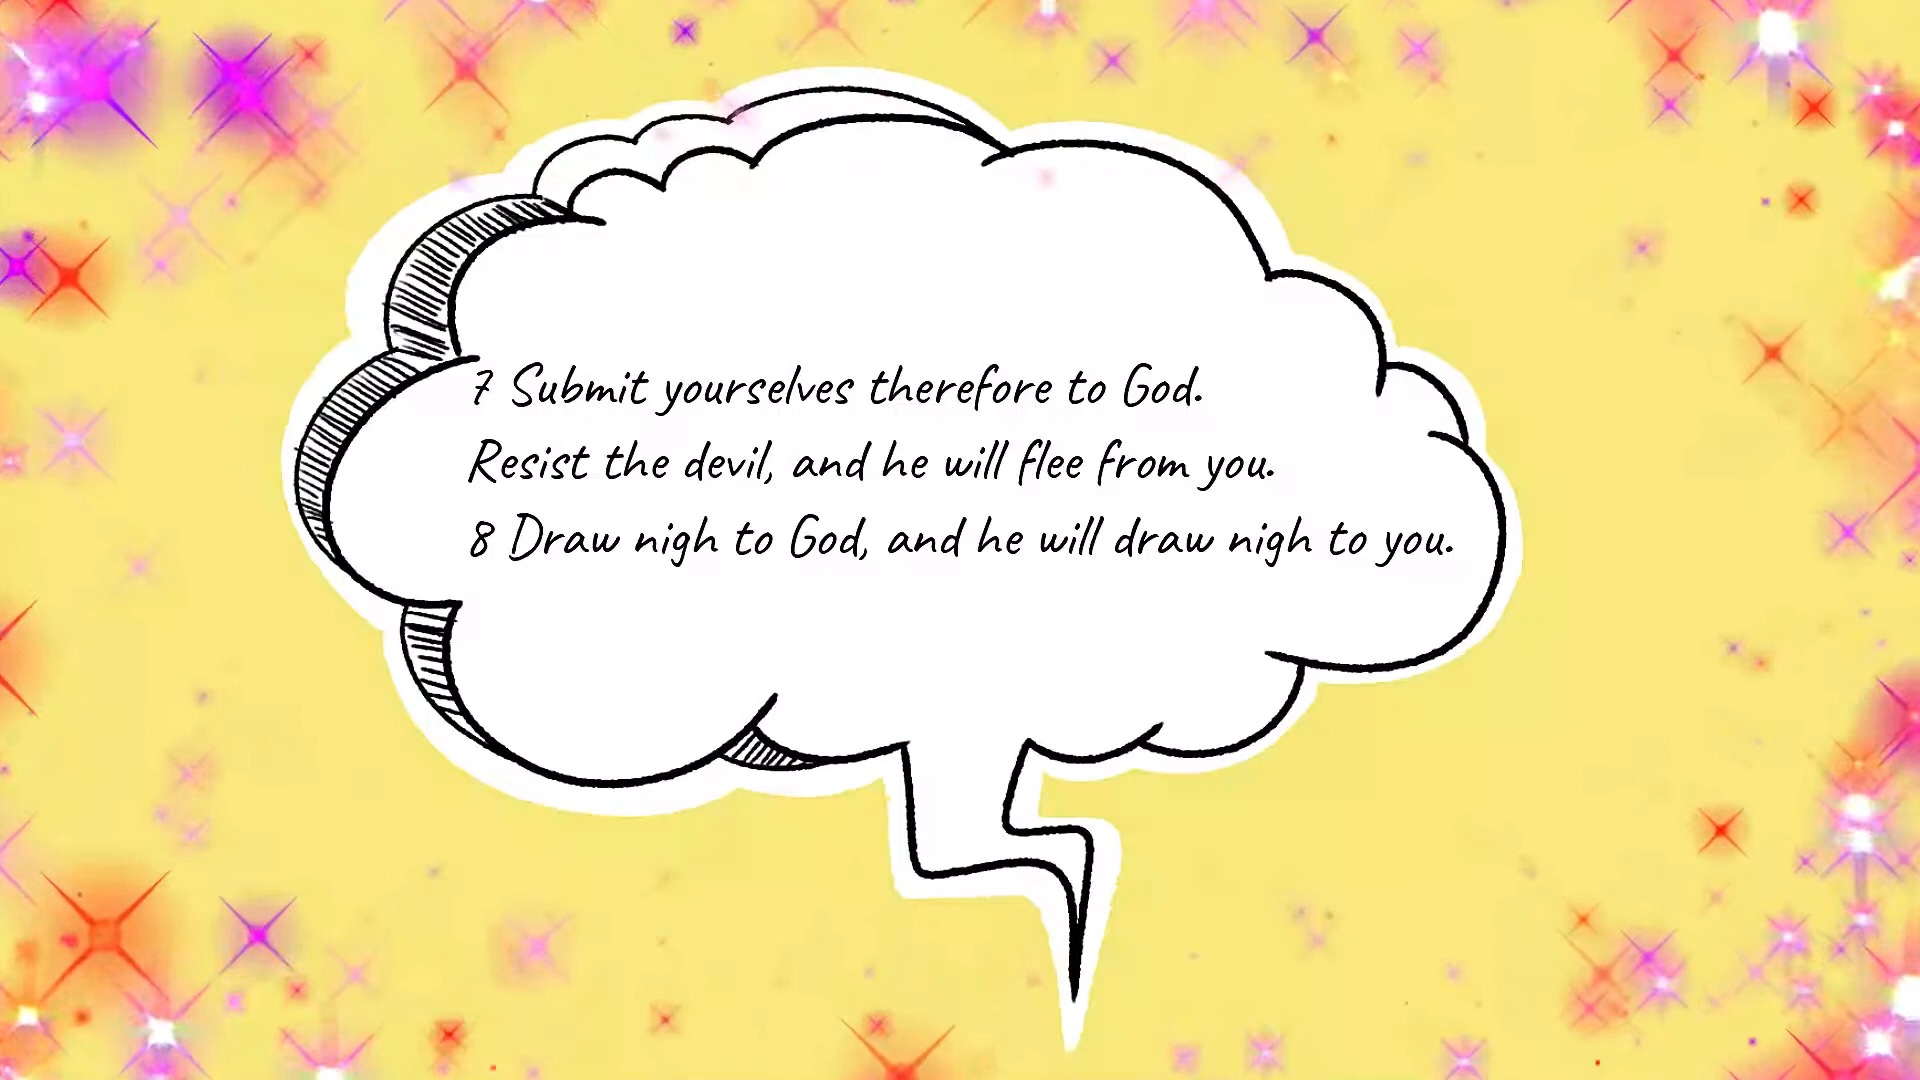 7 Submit yourselves therefore to God.
Resist the devil, and he will flee from you.
8 Draw nigh to God, and he will draw nigh to you.